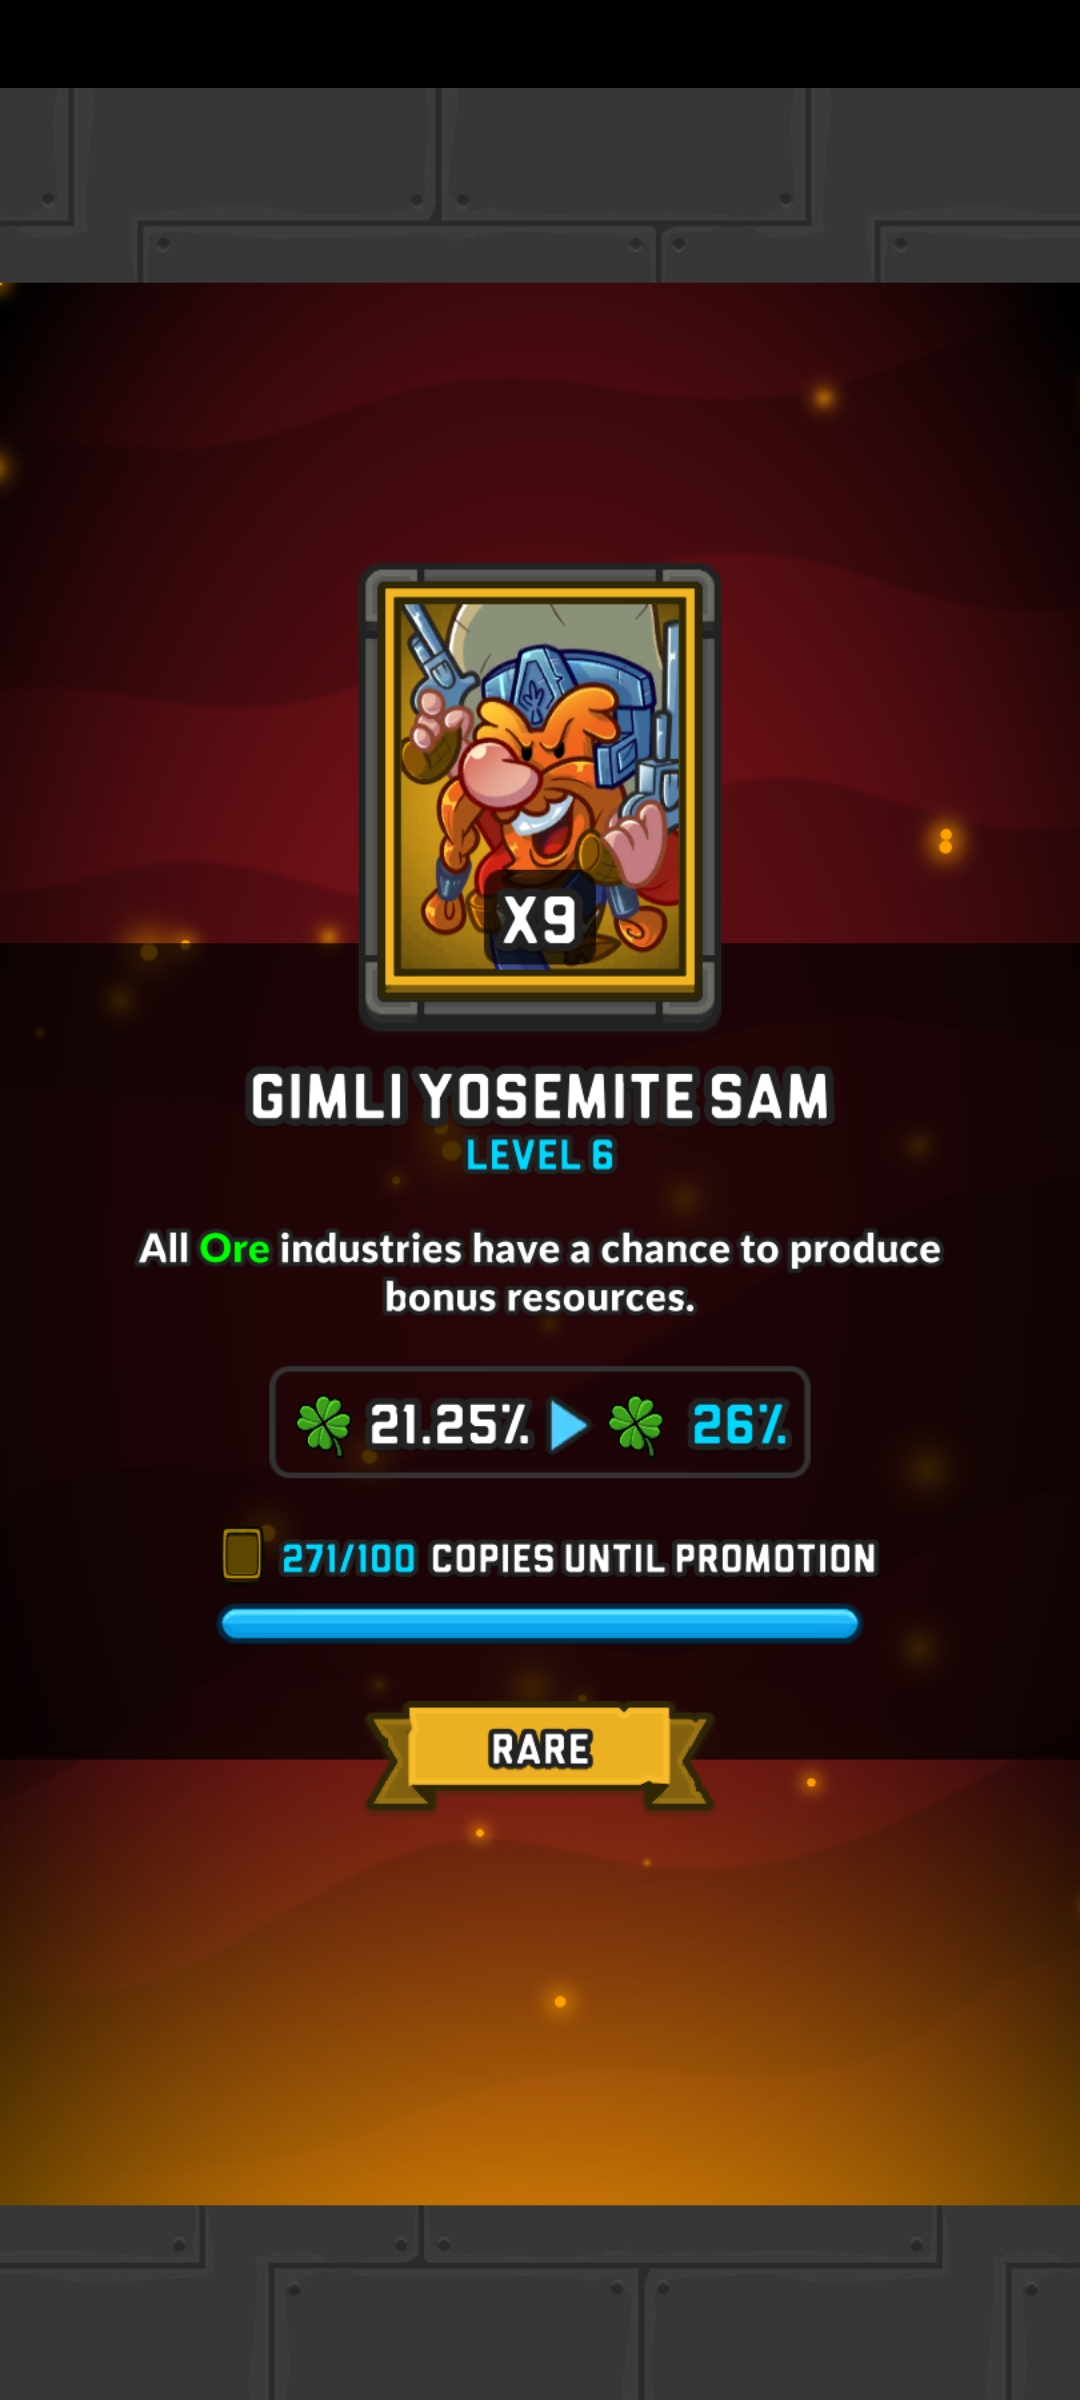 X9
GIMLI YOSEMITE SAM
LEVEL 6
All Ore industries have a chance to produce
bonus resources.
21.25% 26%
271/100 COPIES UNTIL PROMOTION
RARE